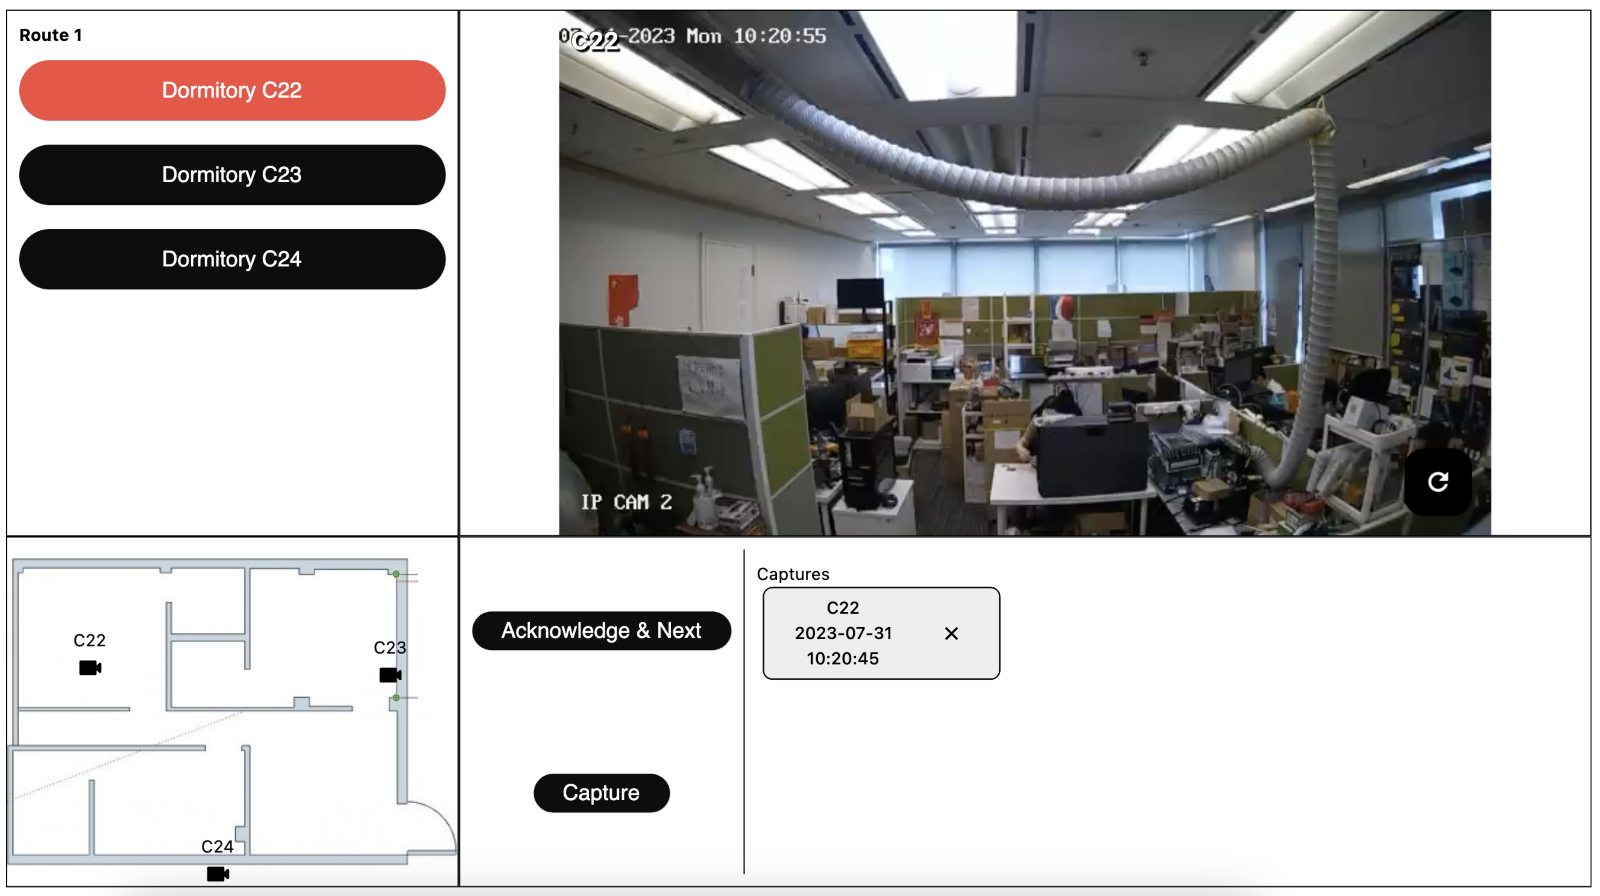 Route 1
Dormitory C22
Dormitory C23
Dormitory C24
C22
-2023 Mon 10:20:55
IP CAM 2
C22
C23
C24
Acknowledge & Next
Capture
Captures
C22
2023-07-31
10:20:45